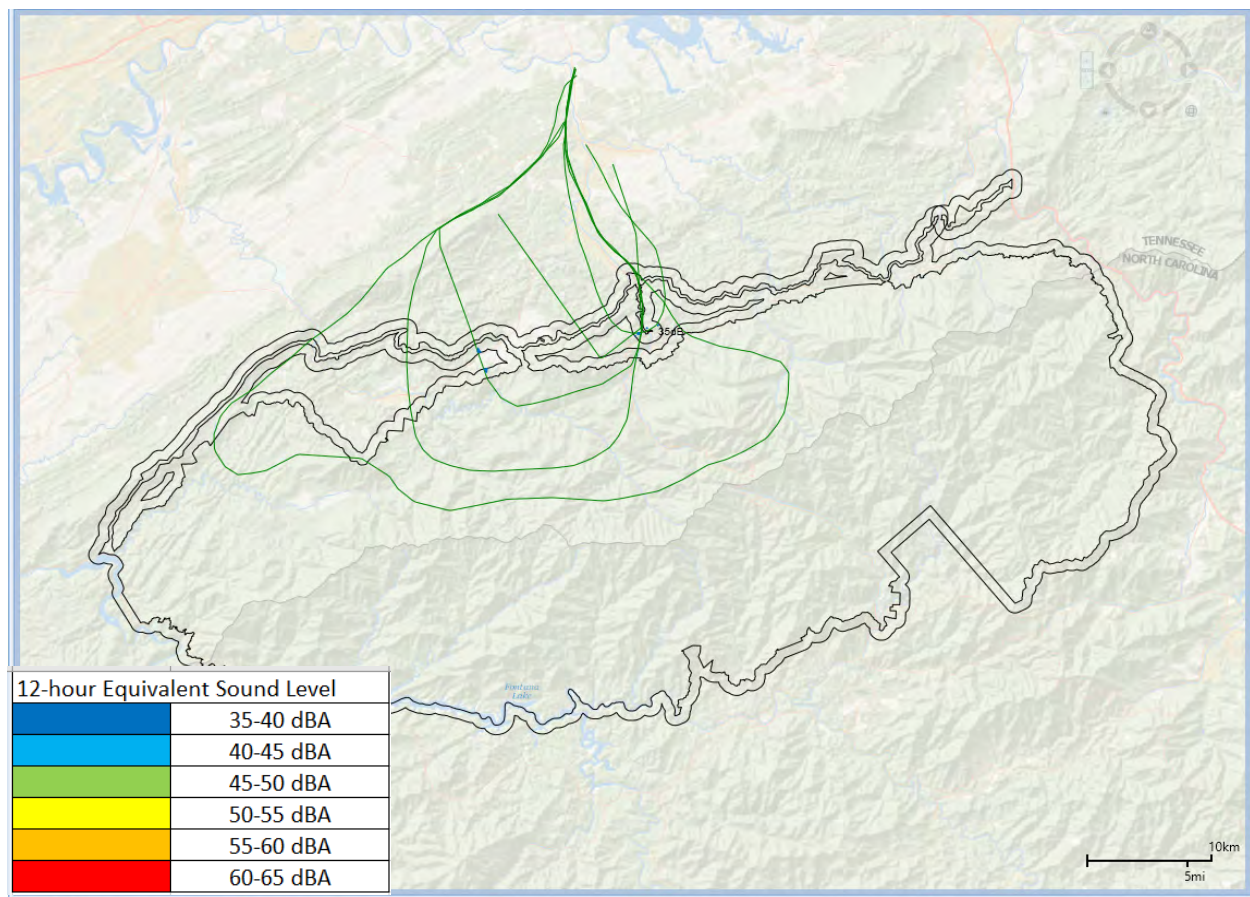 TENNESSEE
NORTH CAROLINA
35dB
Fontana
Lake
12-hour Equivalent Sound Level
35-40 dBA
40-45 dBA
45-50 dBA
50-55 dBA
55-60 dBA
60-65 dBA
10km
5mi